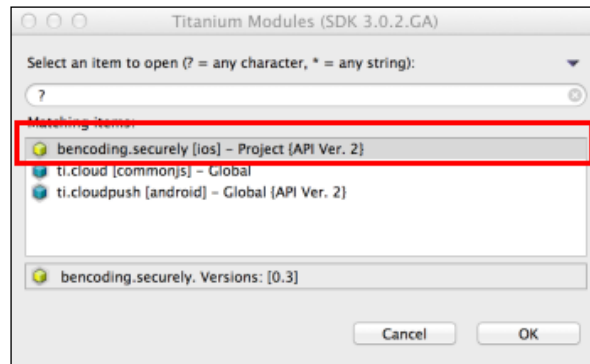 Titanium Modules (SDK 3.0.2.GA)
Select an item to open (? = any character, * = any string):
?
Matching items:
bencoding.securely [ios] – Project {API Ver. 2}
ti.cloud [commonjs] – Global
ti.cloudpush [android] – Global {API Ver. 2}
bencoding.securely. Versions: [0.3]
Cancel OK